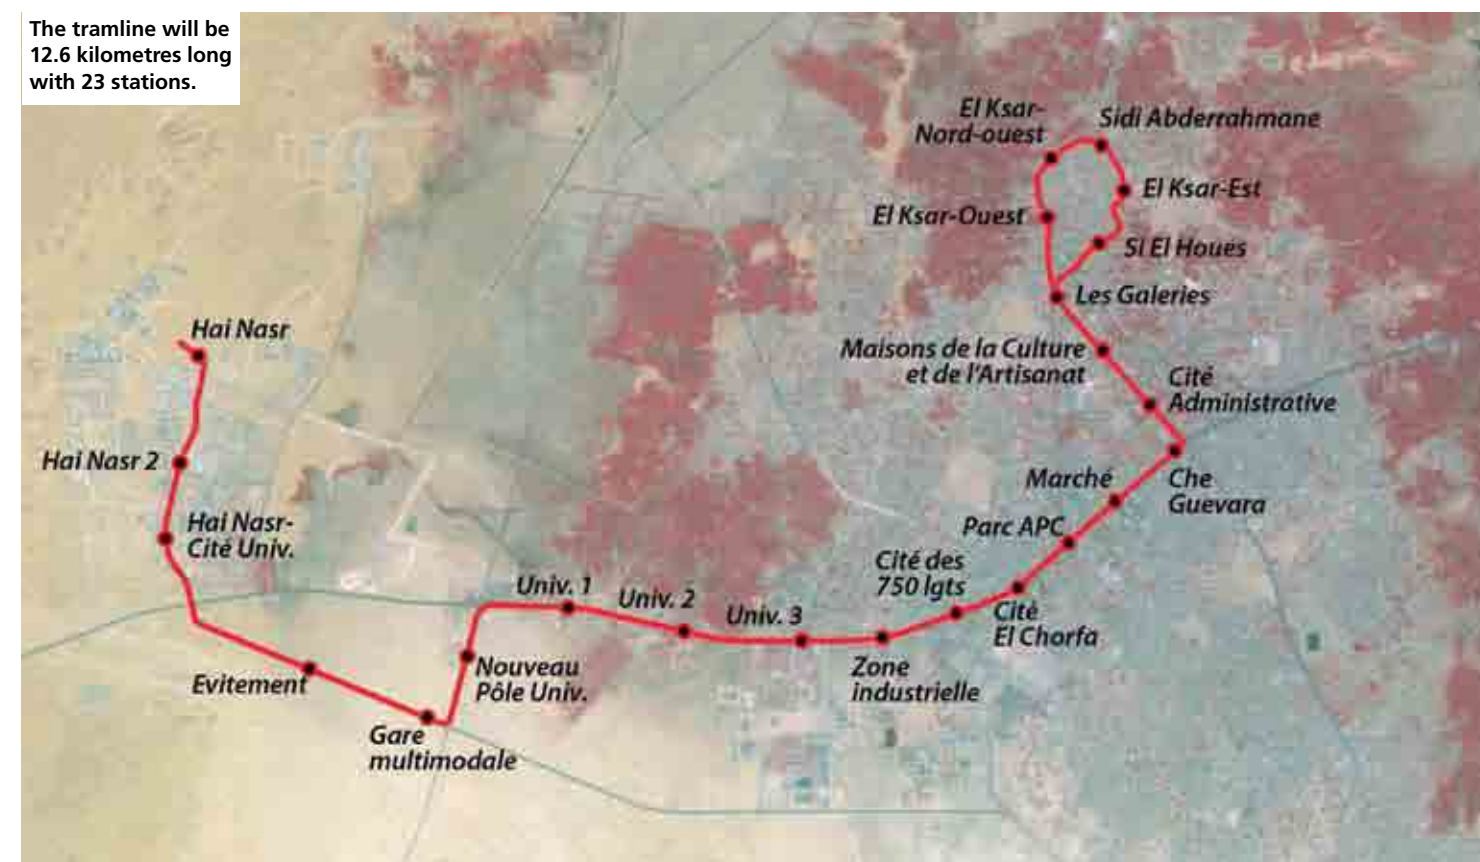 The tramline will be
12.6 kilometres long
with 23 stations.
El Ksar-
Nord-ouest
Sidi Abderrahmane
El Ksar-Est
El Ksar-Ouest
Si El Houes
Les Galeries
Maisons de la Culture
et de l'Artisanat
Cité
Administrative
Che
Guevara
Marché
Parc APC
Cité des
750 lgts
Cité
El Chorfa
Zone
industrielle
Univ. 3
Univ. 2
Univ. 1
Nouveau
Pôle Univ.
Gare
multimodale
Evitement
Hai Nasr-
Cité Univ.
Hai Nasr 2
Hai Nasr